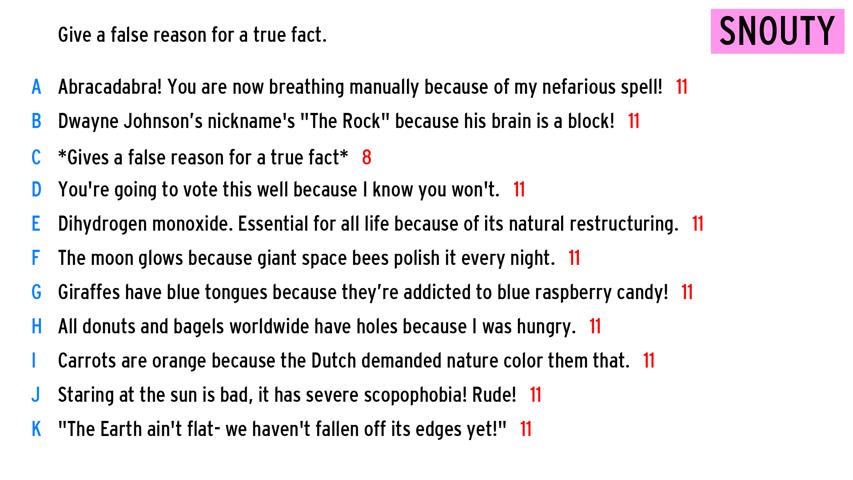 Give a false reason for a true fact.
SNOUTY
A Abracadabra! You are now breathing manually because of my nefarious spell! 11
B Dwayne Johnson’s nickname's "The Rock" because his brain is a block! 11
C *Gives a false reason for a true fact* 8
D You're going to vote this well because I know you won't. 11
E Dihydrogen monoxide. Essential for all life because of its natural restructuring. 11
F The moon glows because giant space bees polish it every night. 11
G Giraffes have blue tongues because they’re addicted to blue raspberry candy! 11
H All donuts and bagels worldwide have holes because I was hungry. 11
I Carrots are orange because the Dutch demanded nature color them that. 11
J Staring at the sun is bad, it has severe scopophobia! Rude! 11
K "The Earth ain't flat- we haven't fallen off its edges yet!" 11